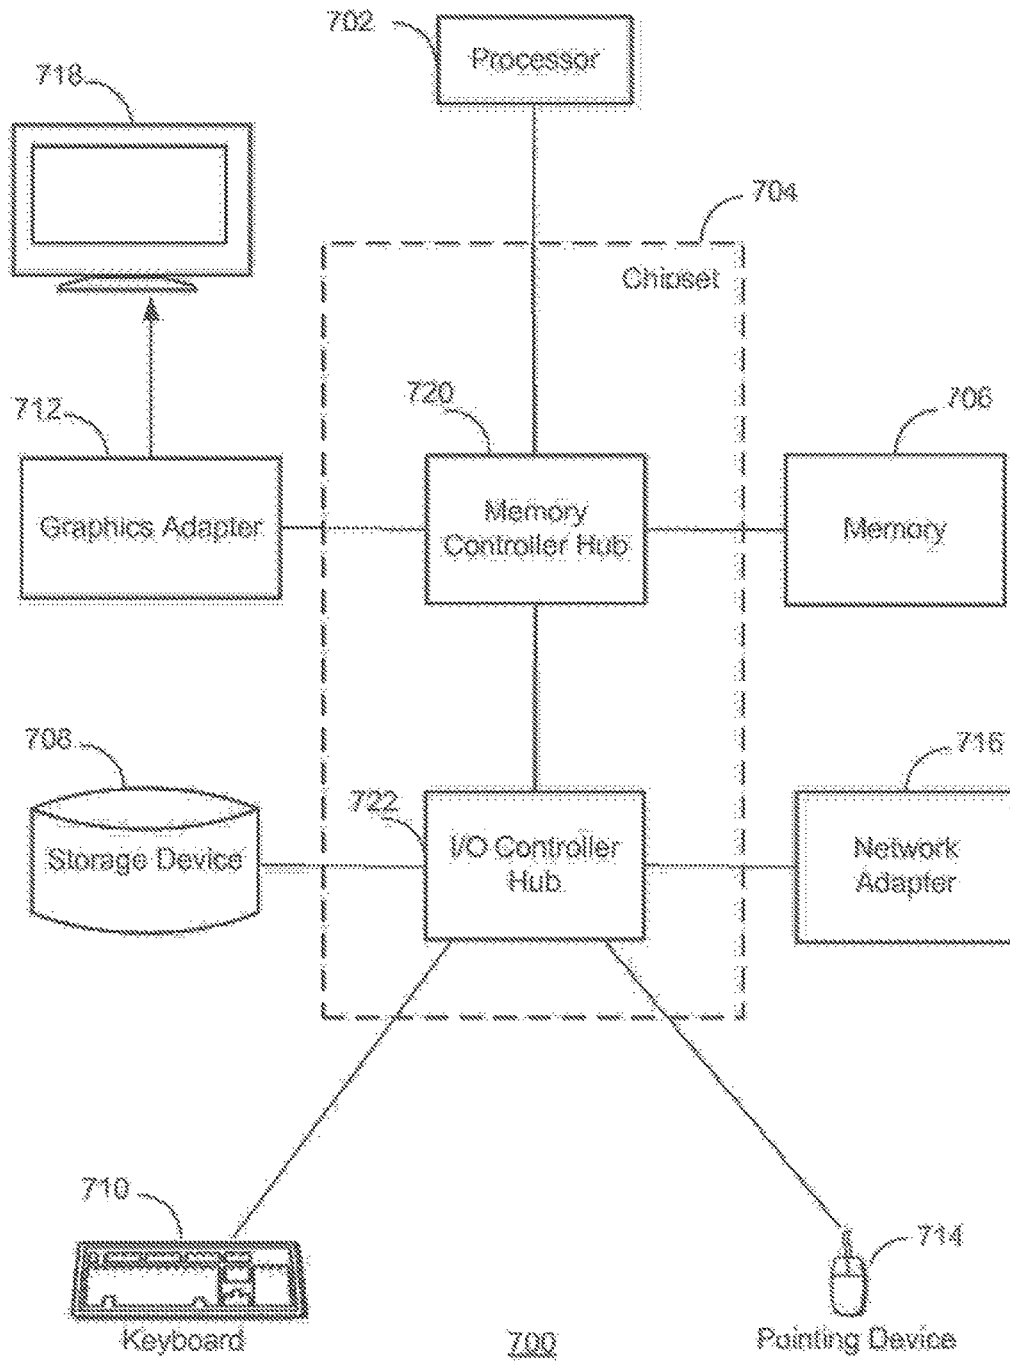 702
Processor
718
704
Chipset
712
720
706
Graphics Adapter
Memory
Controller Hub
Memory
708
722
716
Storage Device
I/O Controller
Hub
Network
Adapter
710
714
Keyboard
700
Pointing Device